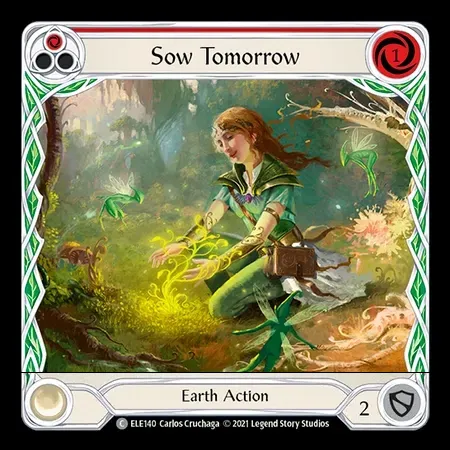 Sow Tomorrow
1
Earth Action
2
C ELE140 Carlos Cruchaga © 2021 Legend Story Studios